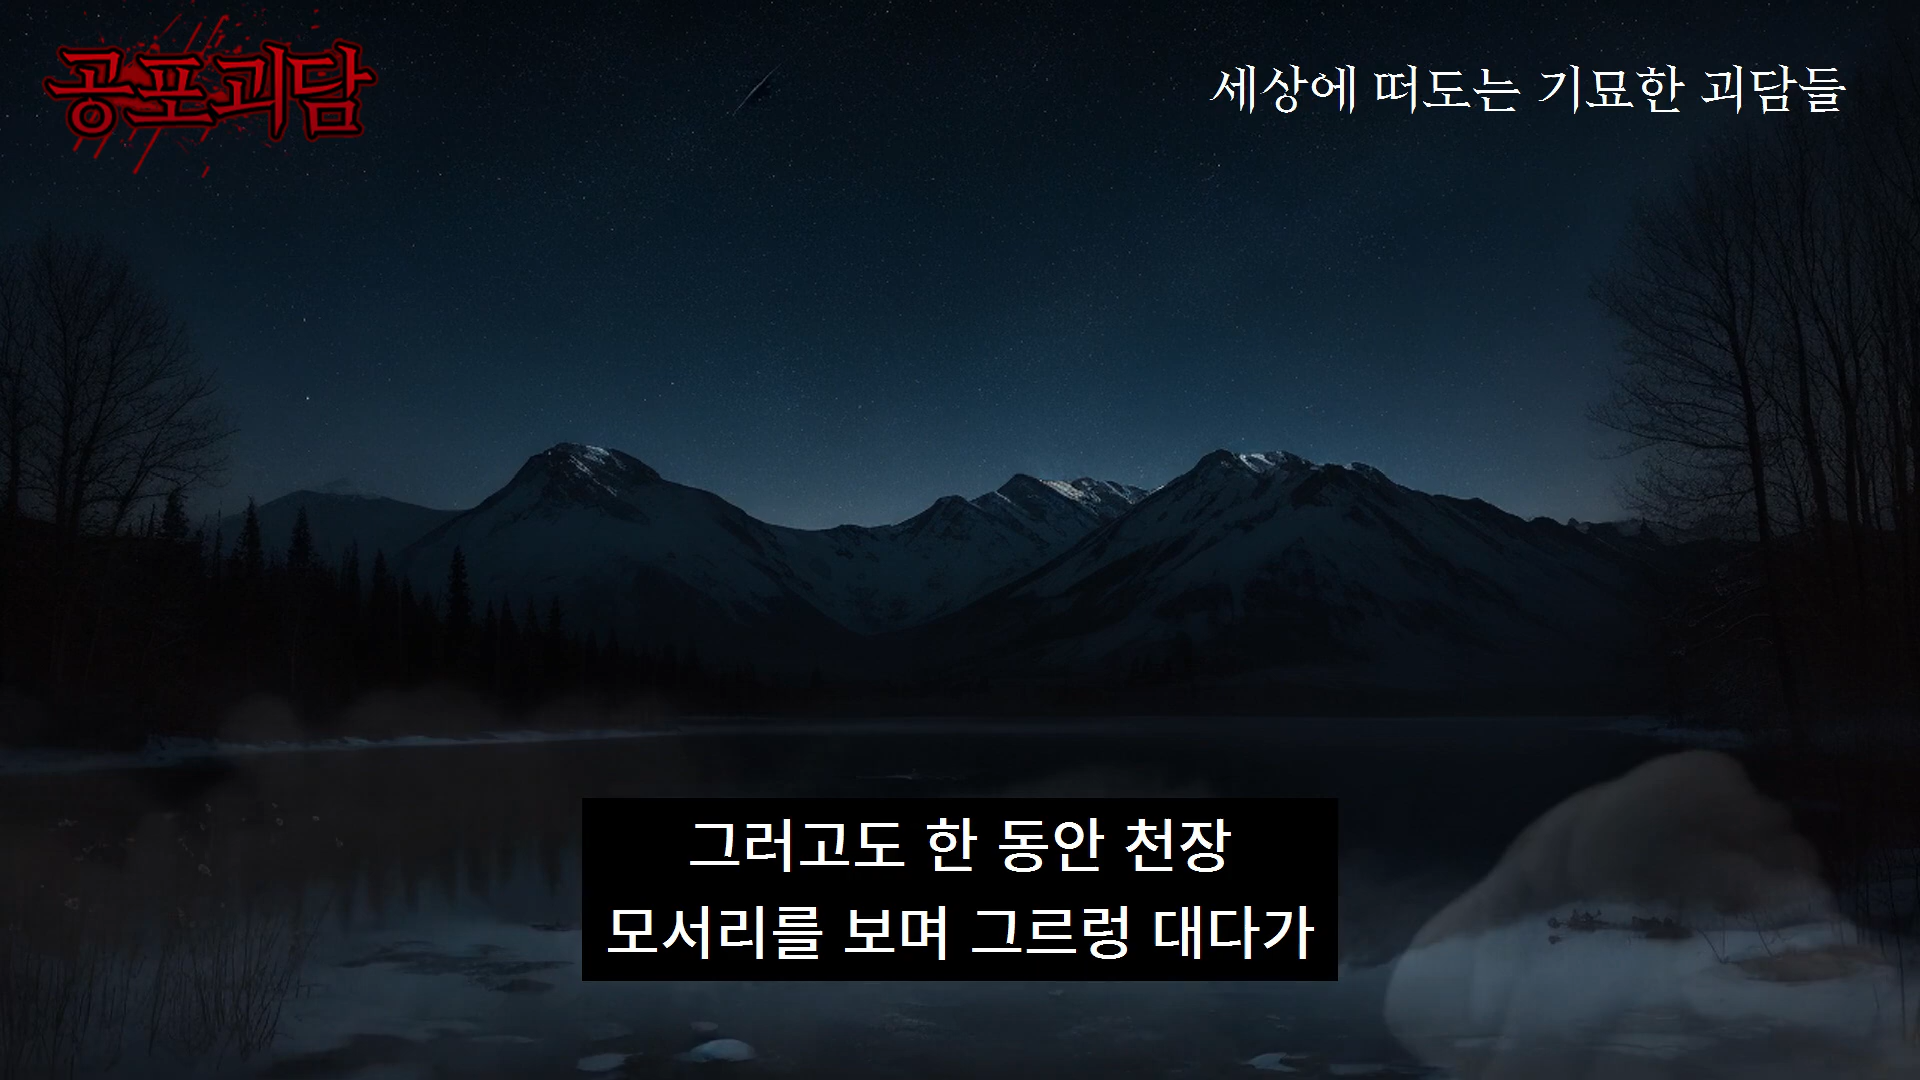 공포괴담
세상에 떠도는 기묘한 괴담들
그러고도 한 동안 천장
모서리를 보며 그르렁 대다가